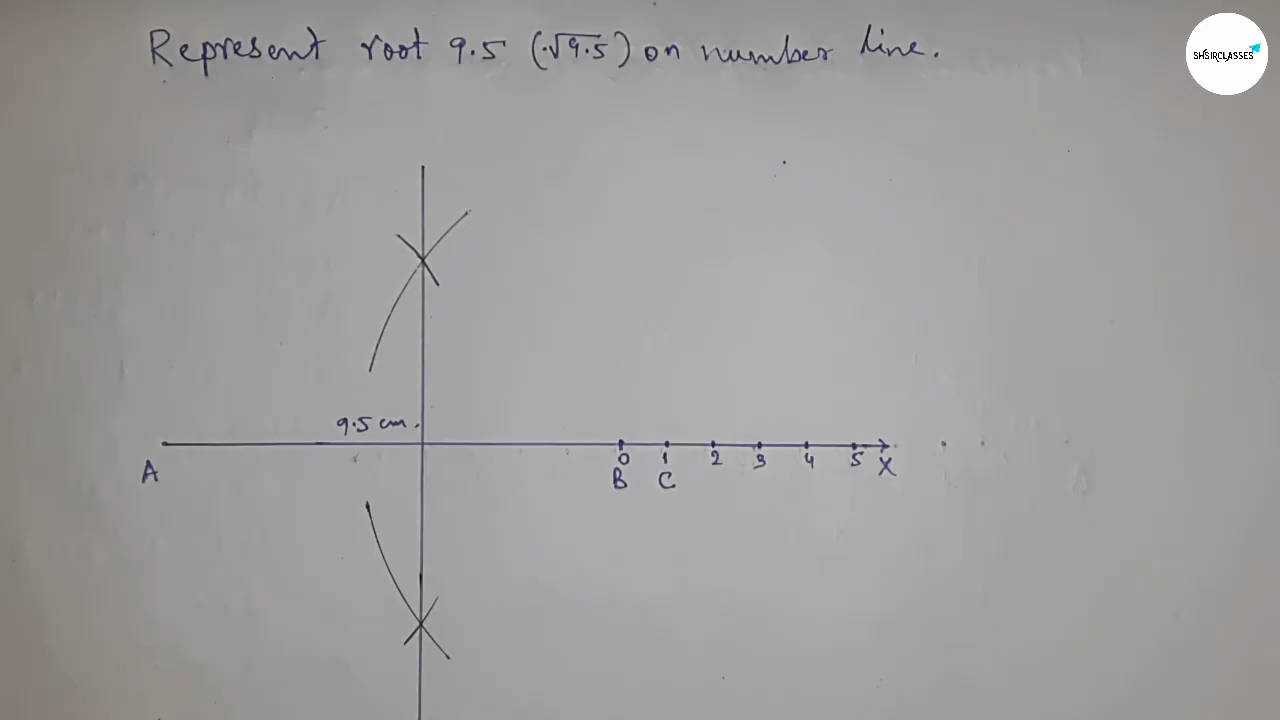 Represent root 9.5 (√9.5) on number line.
SHSIRCLASSES
9.5 cm.
0 1 2 3 4 5 X
A B C